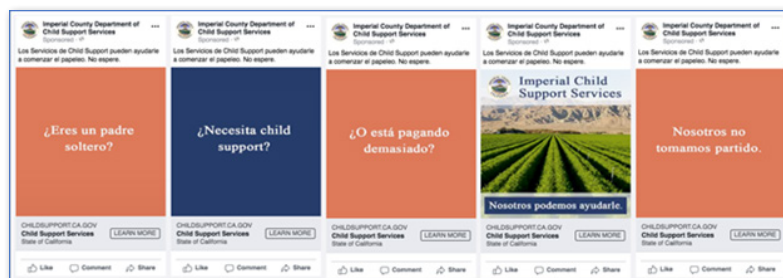 Imperial County Department of
Child Support Services
Sponsored ·
Los Servicios de Child Support pueden ayudarle
a comenzar el papeleo. No espere.
¿Eres un padre
soltero?
CHILDSUPPORT.CA.GOV
Child Support Services
State of California
LEARN MORE
Like Comment Share
Imperial County Department of
Child Support Services
Sponsored ·
Los Servicios de Child Support pueden ayudarle
a comenzar el papeleo. No espere.
¿Necesita child
support?
CHILDSUPPORT.CA.GOV
Child Support Services
State of California
LEARN MORE
Like Comment Share
Imperial County Department of
Child Support Services
Sponsored ·
Los Servicios de Child Support pueden ayudarle
a comenzar el papeleo. No espere.
¿O está pagando
demasiado?
CHILDSUPPORT.CA.GOV
Child Support Services
State of California
LEARN MORE
Like Comment Share
Imperial County Department of
Child Support Services
Sponsored ·
Los Servicios de Child Support pueden ayudarle
a comenzar el papeleo. No espere.
Imperial Child
Support Services
Nosotros podemos ayudarle.
CHILDSUPPORT.CA.GOV
Child Support Services
State of California
LEARN MORE
Like Comment Share
Imperial County Department of
Child Support Services
Sponsored ·
Los Servicios de Child Support pueden ayudarle
a comenzar el papeleo. No espere.
Nosotros no
tomamos partido.
CHILDSUPPORT.CA.GOV
Child Support Services
State of California
LEARN MORE
Like Comment Share